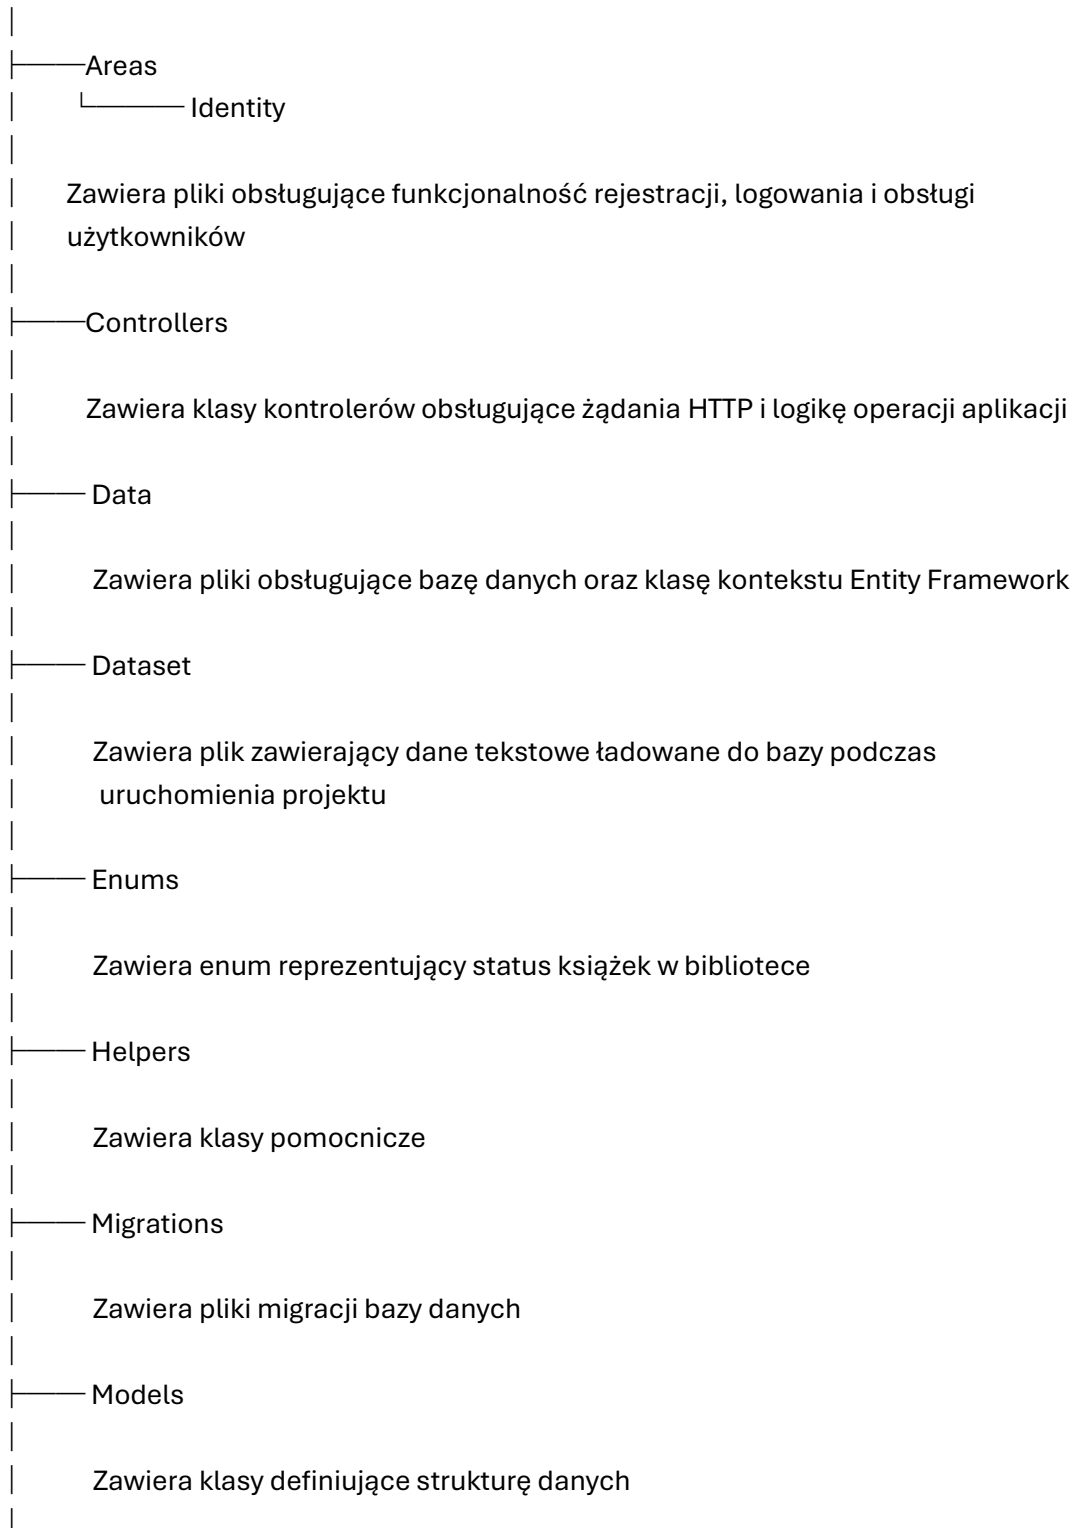 │
├────Areas
│ └────── Identity
│
│ Zawiera pliki obsługujące funkcjonalność rejestracji, logowania i obsługi
│ użytkowników
│
├────Controllers
│
│ Zawiera klasy kontrolerów obsługujące żądania HTTP i logikę operacji aplikacji
│
├──── Data
│
│ Zawiera pliki obsługujące bazę danych oraz klasę kontekstu Entity Framework
│
├──── Dataset
│
│ Zawiera plik zawierający dane tekstowe ładowane do bazy podczas
│ uruchomienia projektu
│
├──── Enums
│
│ Zawiera enum reprezentujący status książek w bibliotece
│
├──── Helpers
│
│ Zawiera klasy pomocnicze
│
├──── Migrations
│
│ Zawiera pliki migracji bazy danych
│
├──── Models
│
│ Zawiera klasy definiujące strukturę danych
│